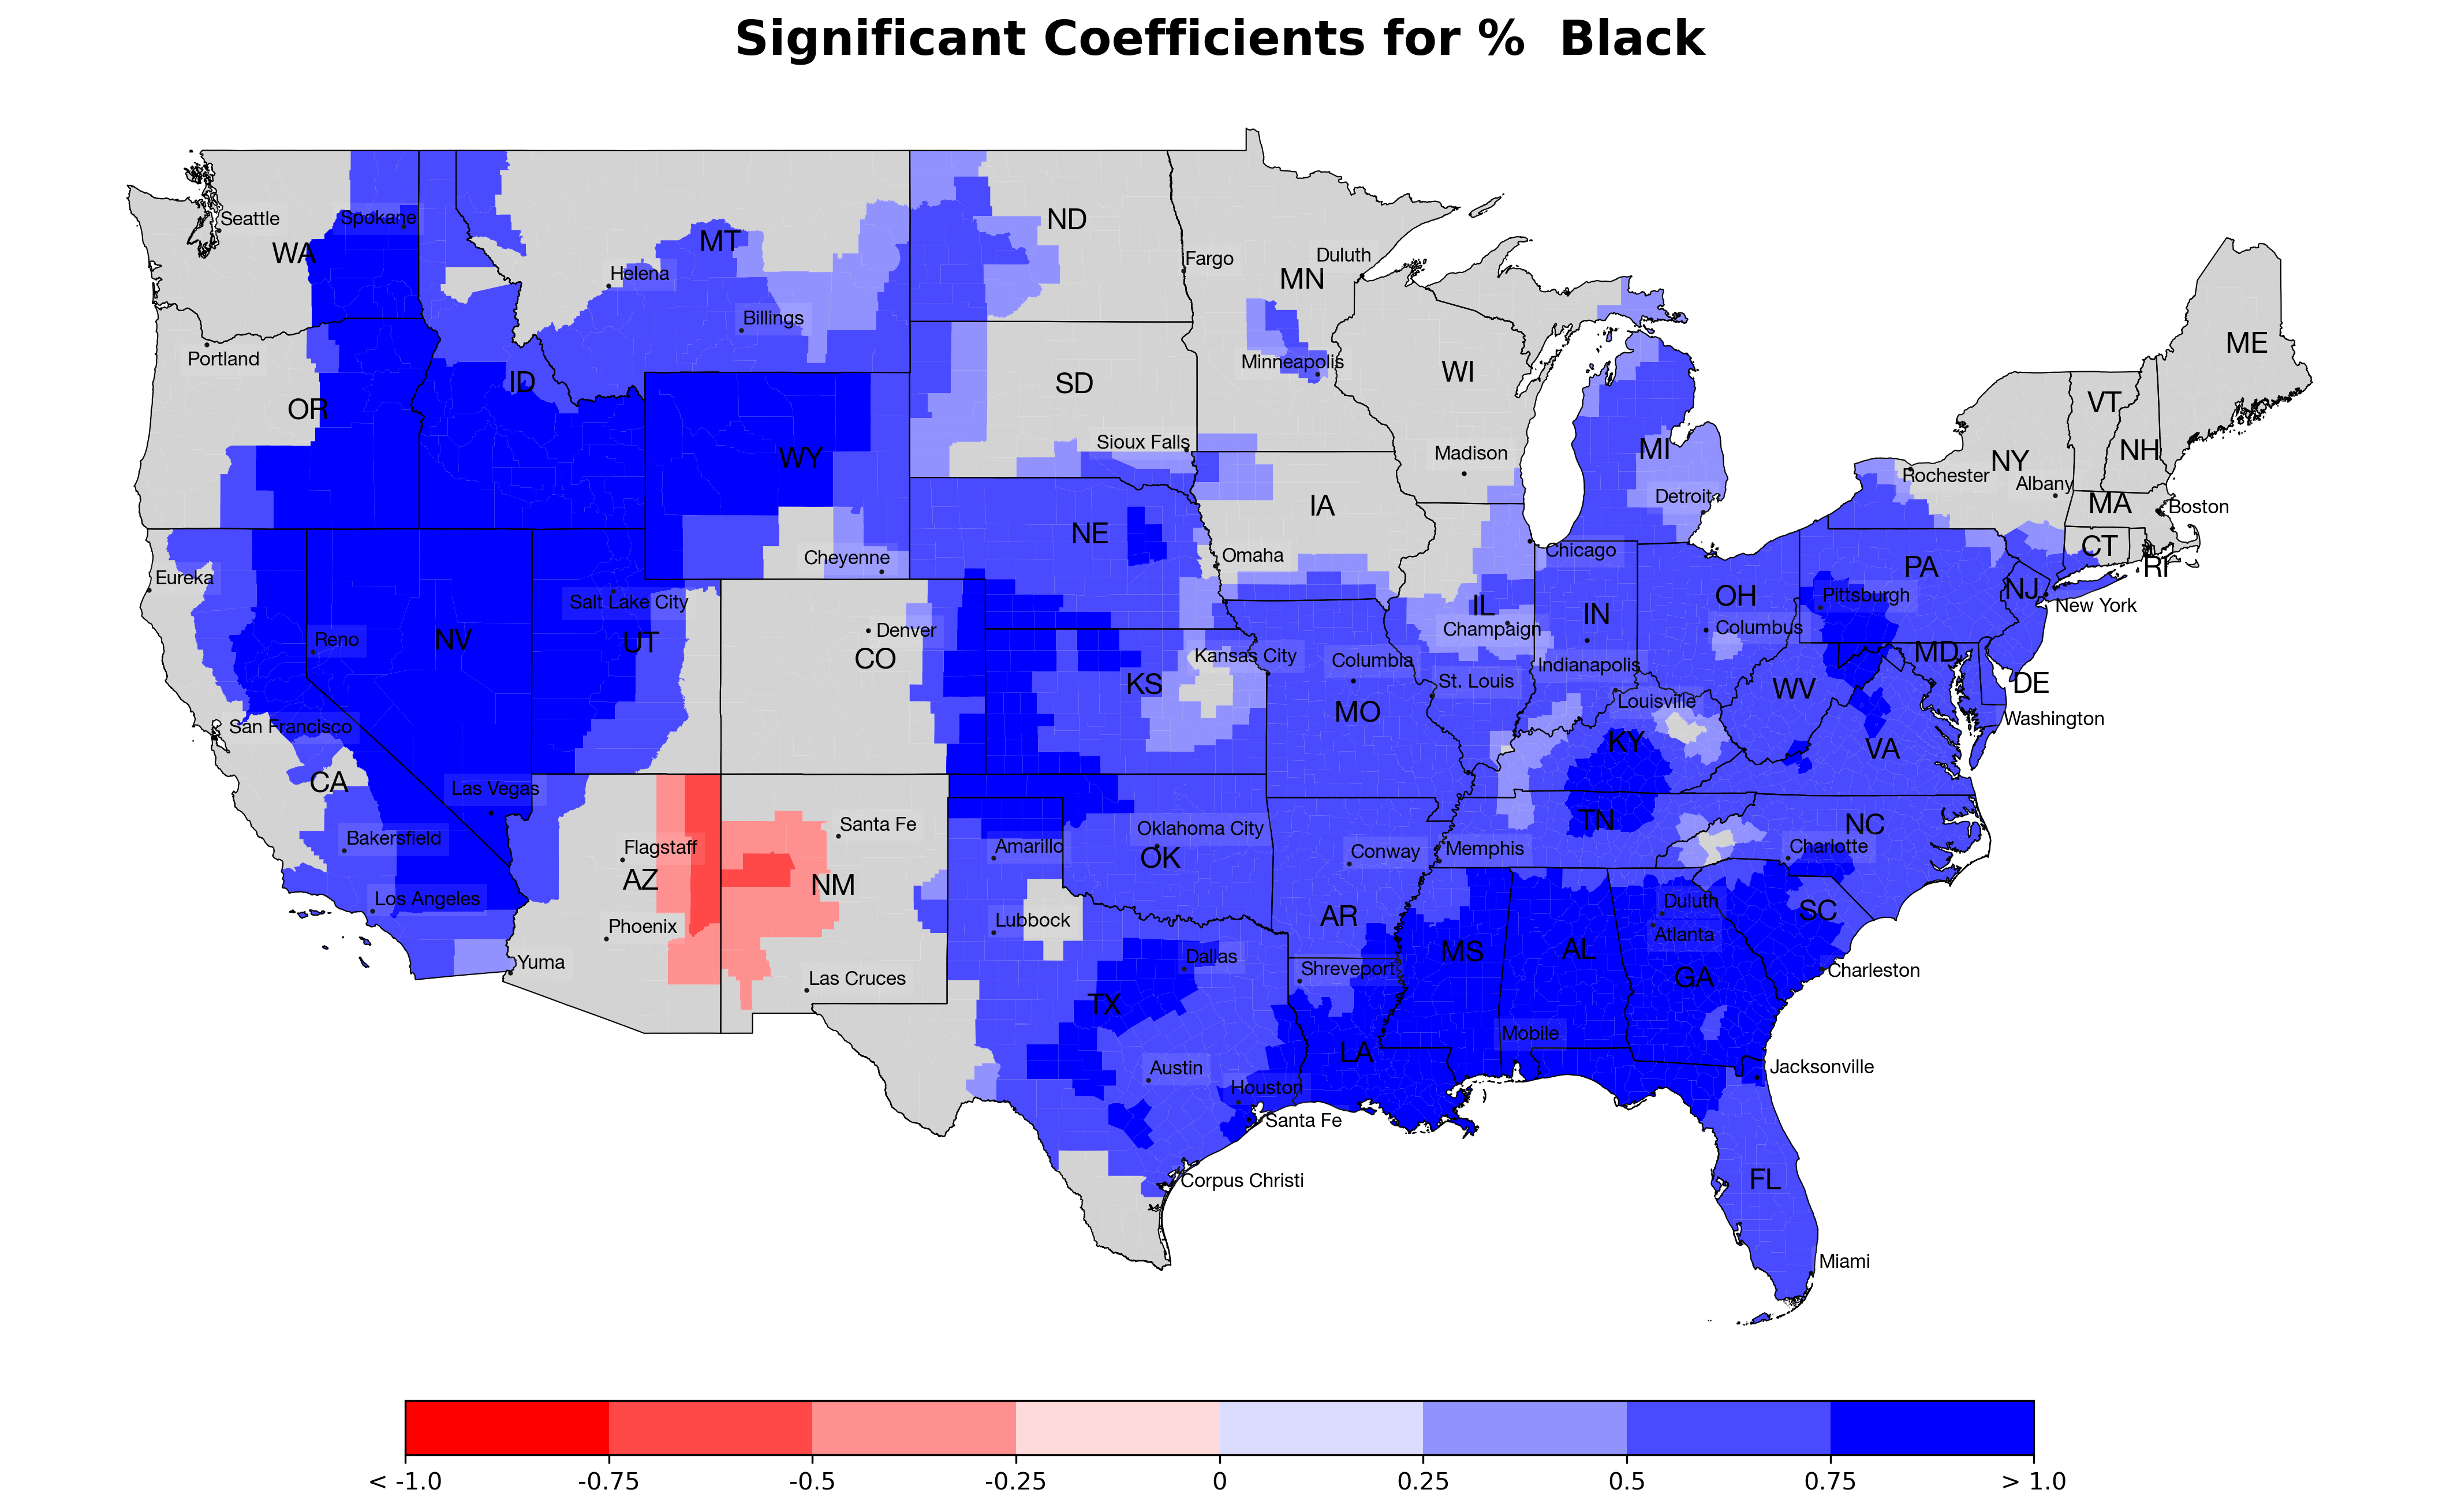 Significant Coefficients for %  Black
Seattle
Spokane
WA
MT
Helena
Billings
ND
Fargo
Duluth
MN
Minneapolis
WI
ME
Portland
OR
ID
WY
SD
Sioux Falls
Madison
MI
Detroit
VT
NH
NY
Rochester
Albany
MA
Boston
CT
RI
Eureka
Reno
NV
Salt Lake City
UT
Cheyenne
Denver
CO
NE
Omaha
IA
Chicago
IL
Champaign
IN
Indianapolis
OH
Columbus
PA
Pittsburgh
NJ
New York
MD
DE
Washington
San Francisco
CA
Las Vegas
Bakersfield
Los Angeles
KS
Kansas City
Columbia
St. Louis
MO
Louisville
KY
WV
VA
Flagstaff
AZ
Phoenix
Yuma
Santa Fe
NM
Las Cruces
Amarillo
Oklahoma City
OK
Lubbock
Conway
Memphis
AR
TN
NC
Charlotte
SC
Charleston
Dallas
TX
Shreveport
MS
AL
Duluth
Atlanta
GA
Austin
Houston
Santa Fe
LA
Mobile
Jacksonville
Corpus Christi
FL
Miami
< -1.0
-0.75
-0.5
-0.25
0
0.25
0.5
0.75
> 1.0